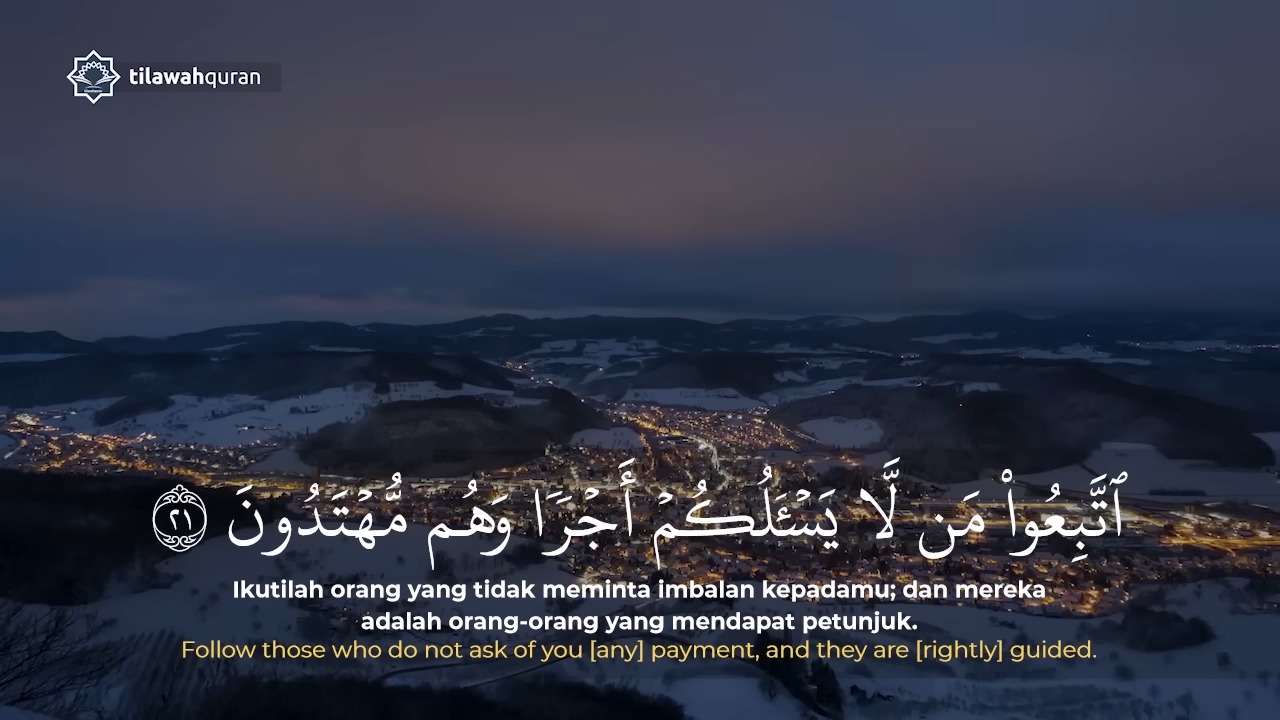 tilawahquran
ٱتَّبِعُوا۟ مَن لَّا يَسْـَٔلُكُمْ أَجْرًا وَهُم مُّهْتَدُونَ ٢١
Ikutilah orang yang tidak meminta imbalan kepadamu; dan mereka
adalah orang-orang yang mendapat petunjuk.
Follow those who do not ask of you [any] payment, and they are [rightly] guided.